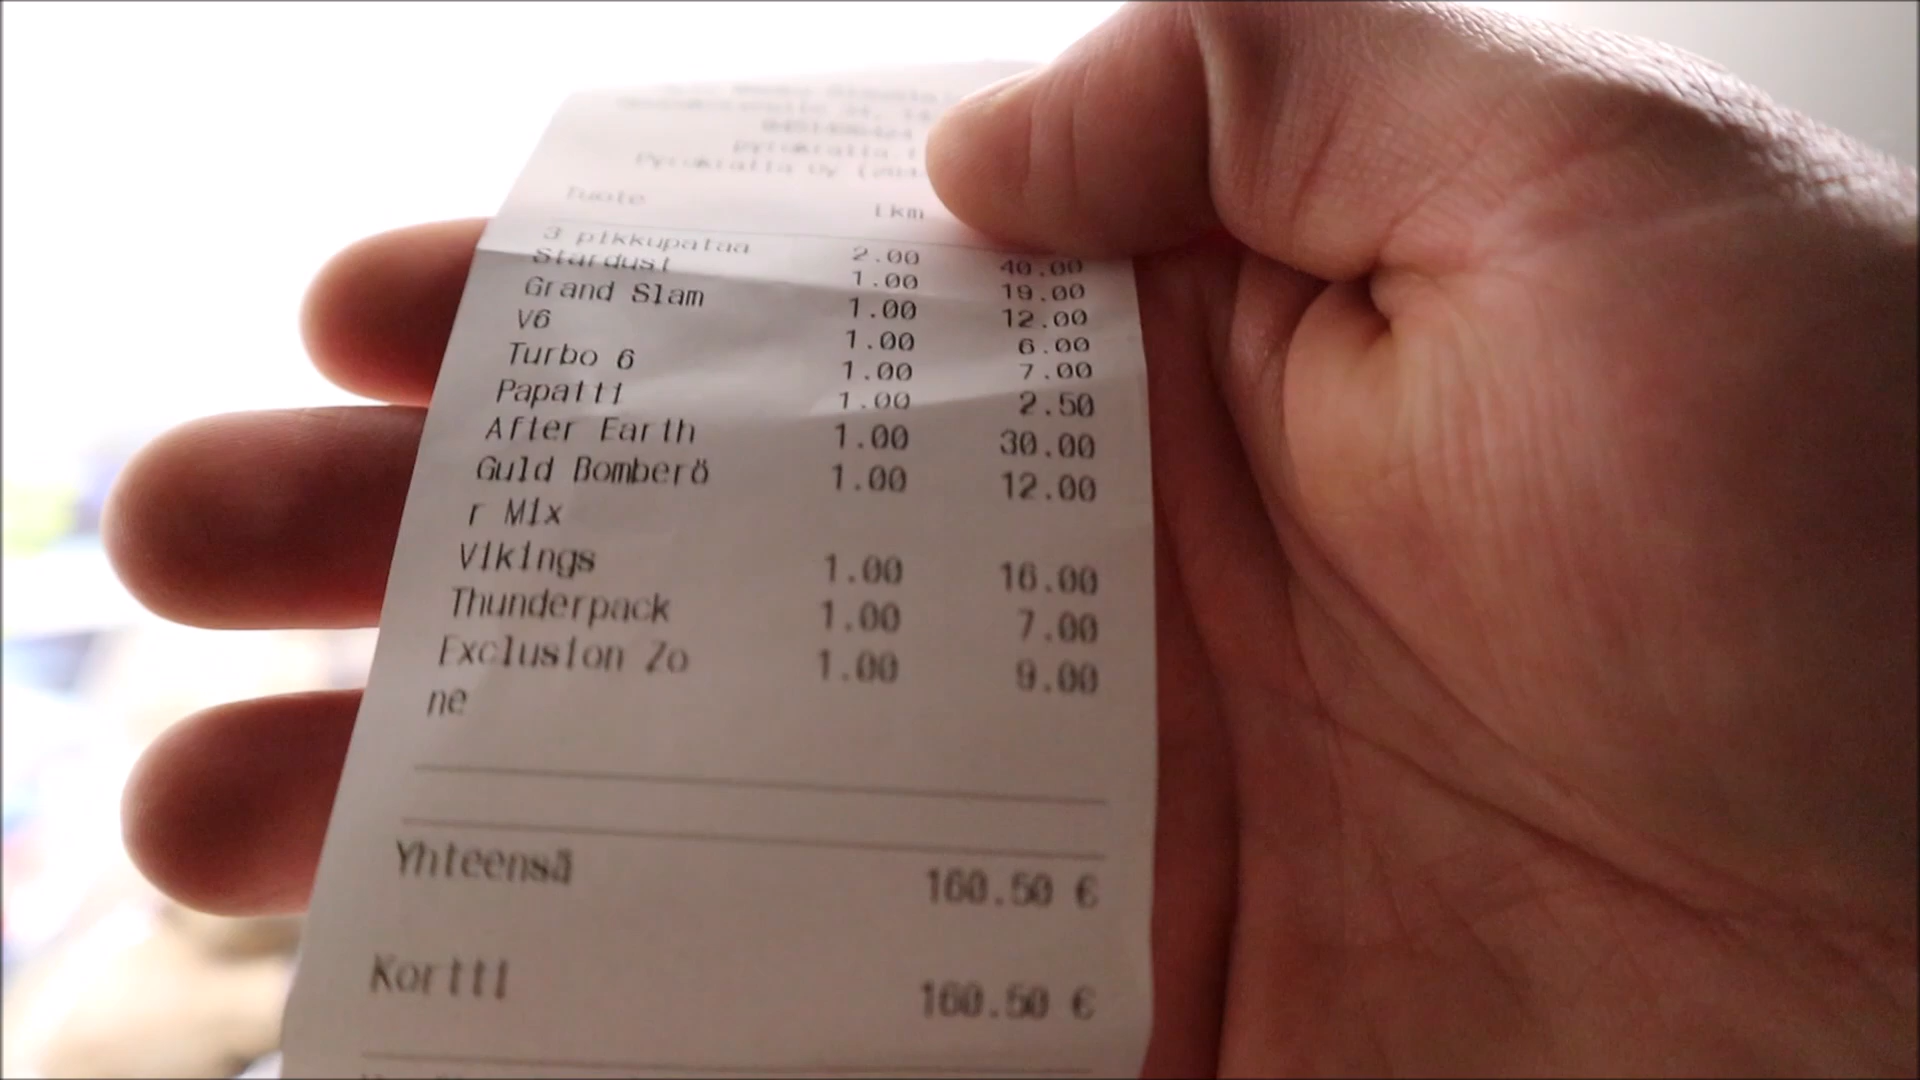 Tuote lkm
3 pikkupataa 2.00 40.00
Stardust 1.00 19.00
Grand Slam 1.00 12.00
V6 1.00 6.00
Turbo 6 1.00 7.00
Papatti 1.00 2.50
After Earth 1.00 30.00
Guld Bomberö 1.00 12.00
r Mix
Vikings 1.00 16.00
Thunderpack 1.00 7.00
Exclusion Zo 1.00 9.00
ne
Yhteensä 160.50 €
Kortti 160.50 €